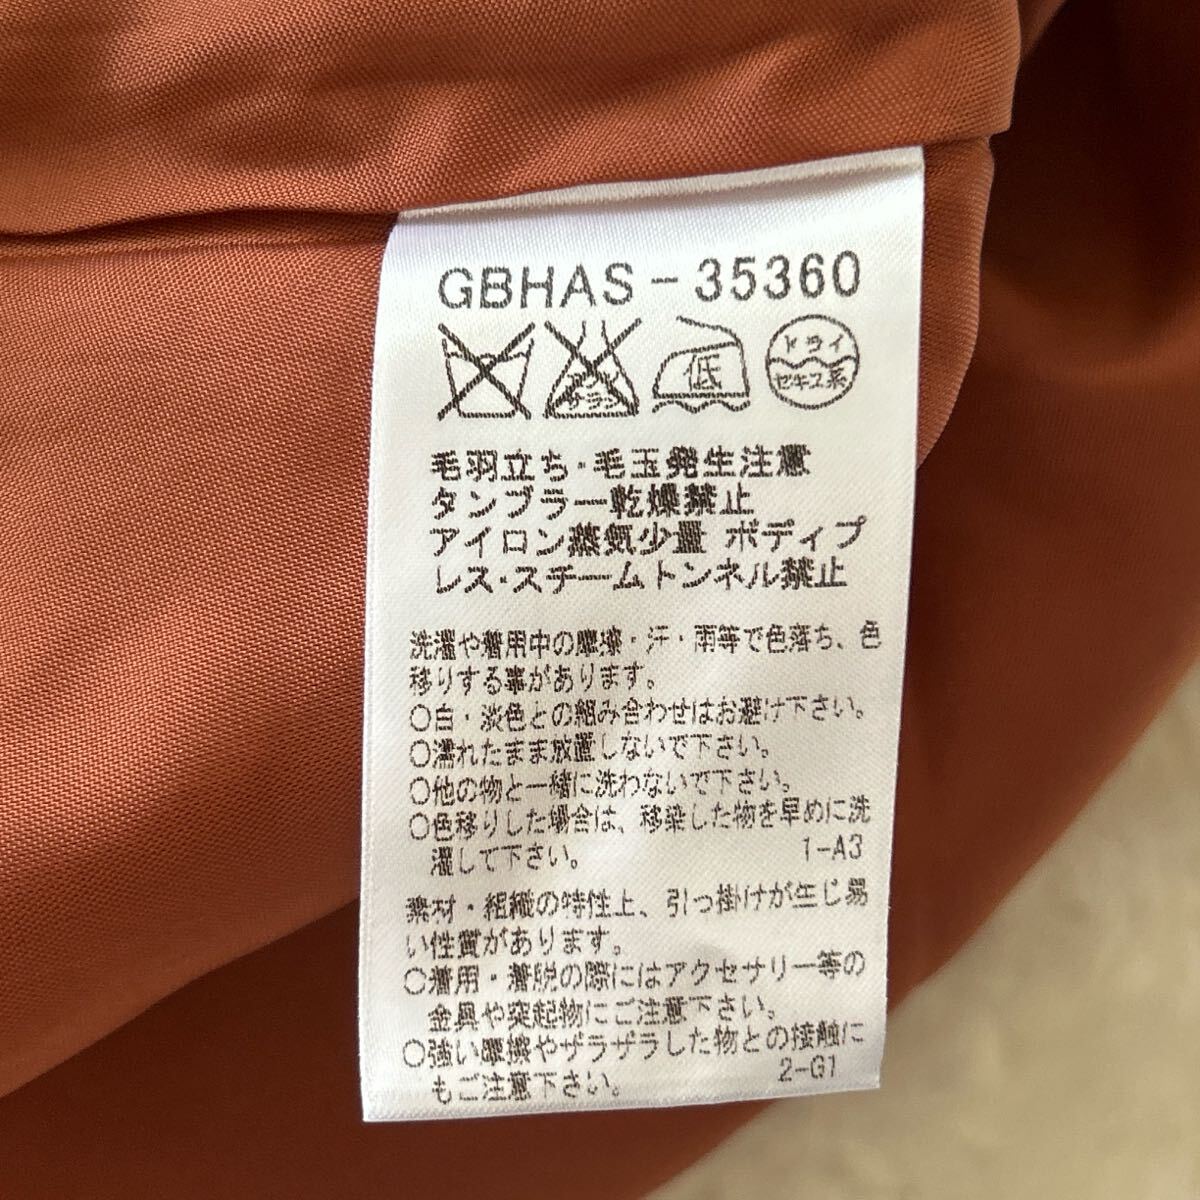 GBHAS-35360
エンソ サラシ 低 ドライ セキユ系
毛羽立ち・毛玉発生注意
タンブラー乾燥禁止
アイロン蒸気少量 ボディプ
レス・スチームトンネル禁止
洗濯や着用中の摩擦・汗・雨等で色落ち、色
移りする事があります。
○白・淡色との組み合わせはお避け下さい。
○濡れたまま放置しないで下さい。
○他の物と一緒に洗わないで下さい。
○色移りした場合は、移染した物を早めに洗
濯して下さい。 1-A3
素材・組織の特性上、引っ掛けが生じ易
い性質があります。
○着用・着脱の際にはアクセサリー等の
金具や突起物にご注意下さい。
○強い摩擦やザラザラした物との接触に
もご注意下さい。 2-G1